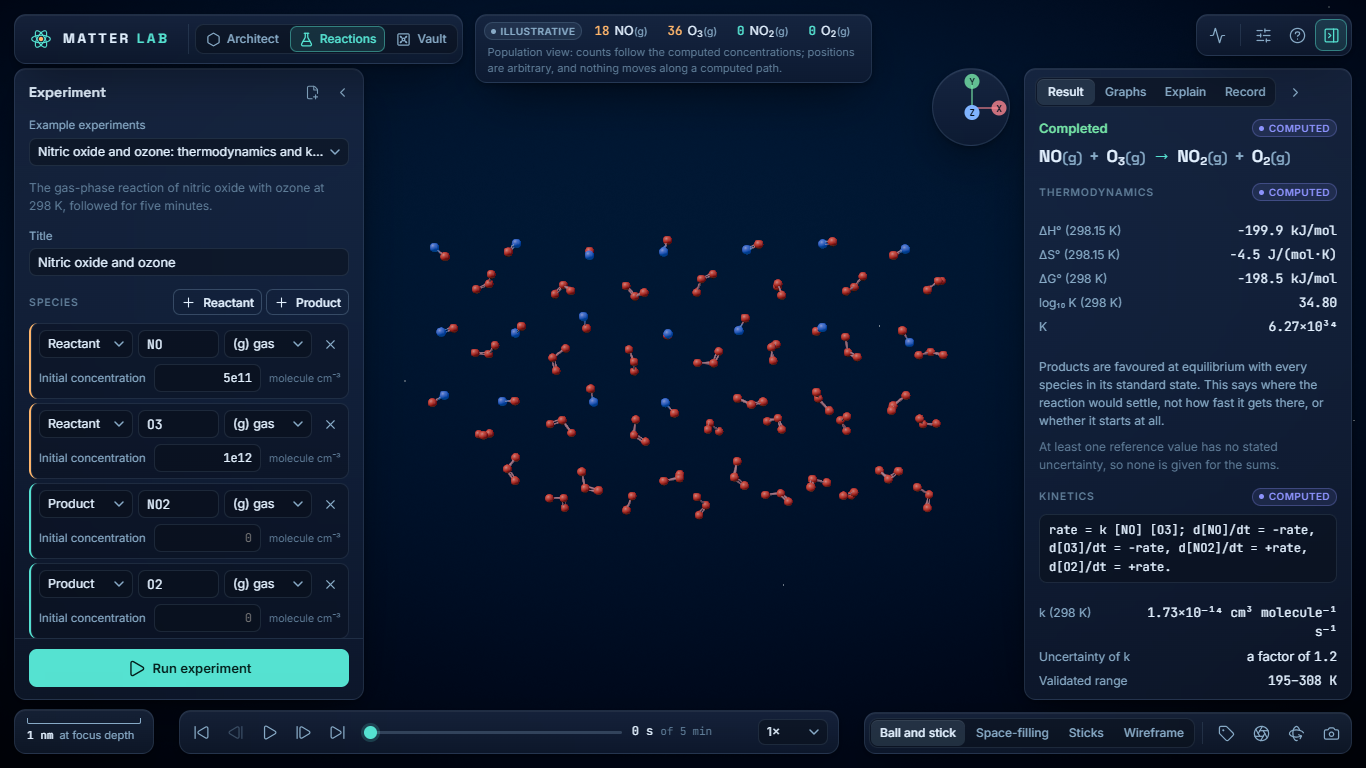 MATTER LAB
Architect
Reactions
Vault
ILLUSTRATIVE 18 NO(g) 36 O₃(g) 0 NO₂(g) 0 O₂(g)
Population view: counts follow the computed concentrations; positions
are arbitrary, and nothing moves along a computed path.
Experiment
Example experiments
Nitric oxide and ozone: thermodynamics and k...
The gas-phase reaction of nitric oxide with ozone at
298 K, followed for five minutes.
Title
Nitric oxide and ozone
SPECIES
+ Reactant
+ Product
Reactant NO (g) gas
Initial concentration 5e11 molecule cm⁻³
Reactant O3 (g) gas
Initial concentration 1e12 molecule cm⁻³
Product NO2 (g) gas
Initial concentration 0 molecule cm⁻³
Product O2 (g) gas
Initial concentration 0 molecule cm⁻³
Run experiment
Y
X
Z
Result Graphs Explain Record
Completed COMPUTED
NO(g) + O₃(g) → NO₂(g) + O₂(g)
THERMODYNAMICS COMPUTED
ΔH° (298.15 K) -199.9 kJ/mol
ΔS° (298.15 K) -4.5 J/(mol·K)
ΔG° (298 K) -198.5 kJ/mol
log₁₀ K (298 K) 34.80
K 6.27×10³⁴
Products are favoured at equilibrium with every
species in its standard state. This says where the
reaction would settle, not how fast it gets there, or
whether it starts at all.
At least one reference value has no stated
uncertainty, so none is given for the sums.
KINETICS COMPUTED
rate = k [NO] [O3]; d[NO]/dt = -rate,
d[O3]/dt = -rate, d[NO2]/dt = +rate,
d[O2]/dt = +rate.
k (298 K) 1.73×10⁻¹⁴ cm³ molecule⁻¹
s⁻¹
Uncertainty of k a factor of 1.2
Validated range 195–308 K
1 nm at focus depth
0 s of 5 min
1×
Ball and stick Space-filling Sticks Wireframe